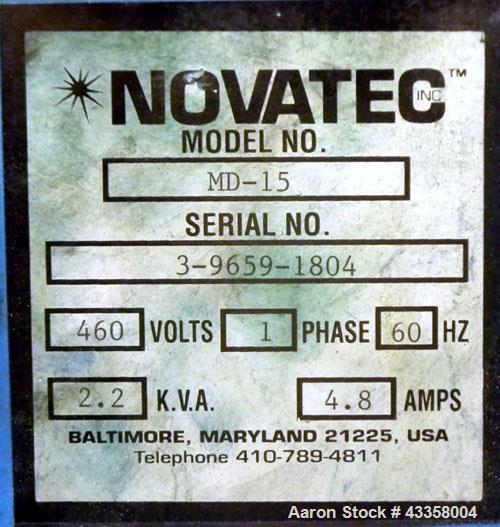 NOVATEC INC ™
MODEL NO.
MD-15
SERIAL NO.
3-9659-1804
460 VOLTS 1 PHASE 60 HZ
2.2 K.V.A. 4.8 AMPS
BALTIMORE, MARYLAND 21225, USA
Telephone 410-789-4811
Aaron Stock # 43358004